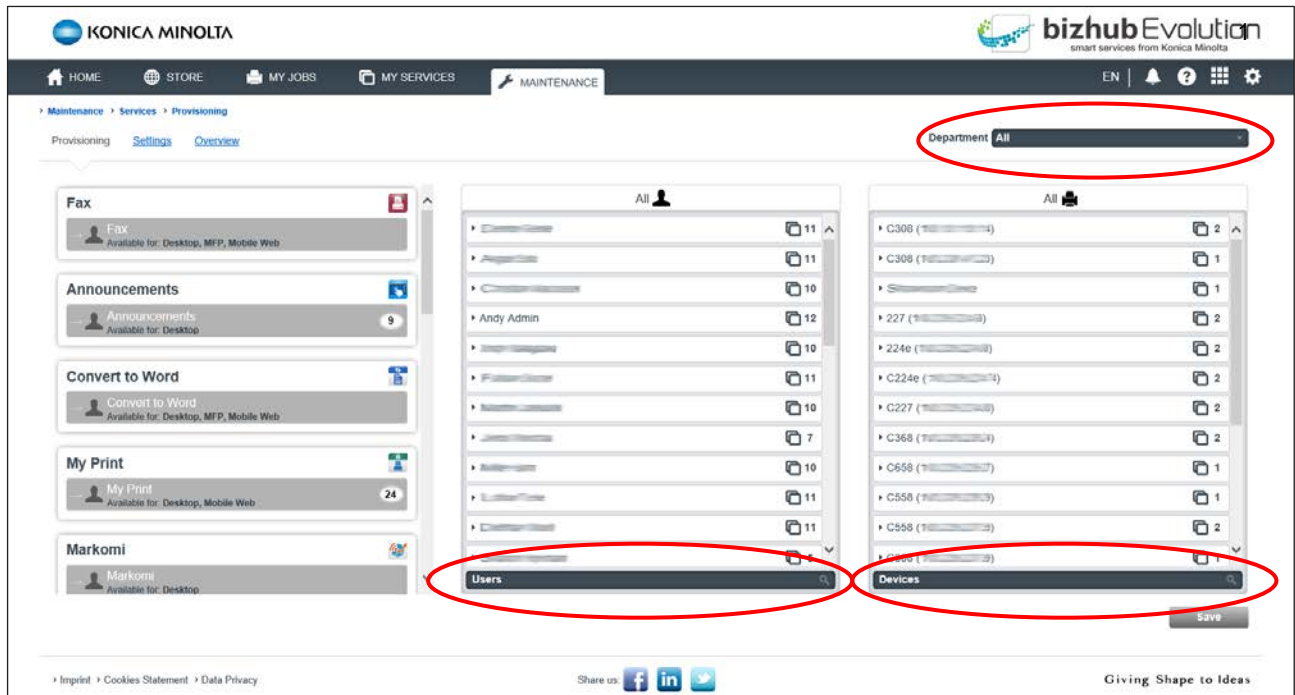 KONICA MINOLTA
bizhub Evolution
smart services from Konica Minolta
HOME STORE MY JOBS MY SERVICES MAINTENANCE EN
Maintenance Services Provisioning
Provisioning Settings Overview Department All
Fax
Fax
Available for: Desktop, MFP, Mobile Web
Announcements
Announcements 9
Available for: Desktop
Convert to Word
Convert to Word
Available for: Desktop, MFP, Mobile Web
My Print
My Print 24
Available for: Desktop, Mobile Web
Markomi
Markomi
Available for: Desktop
All
11
11
10
Andy Admin 12
10
11
10
7
10
11
11
Users
All
C308 ( 2
C308 ( 1
1
227 ( 2
224e ( 2
C224e ( 2
C227 ( 2
C368 ( 2
C658 ( 1
C558 ( 1
C558 ( 2
Devices
Save
Imprint Cookies Statement Data Privacy Share us: Giving Shape to Ideas